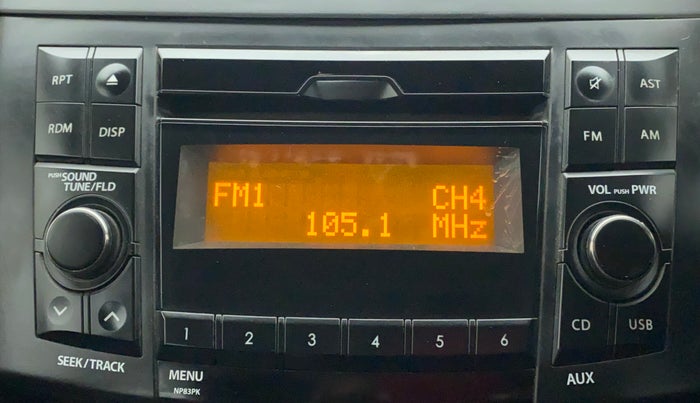 RPT
AST
RDM DISP
FM AM
PUSH SOUND
TUNE/FLD
VOL PUSH PWR
FM1 CH4
105.1 MHz
CD USB
1 2 3 4 5 6
SEEK/TRACK
MENU
NP83PK
AUX